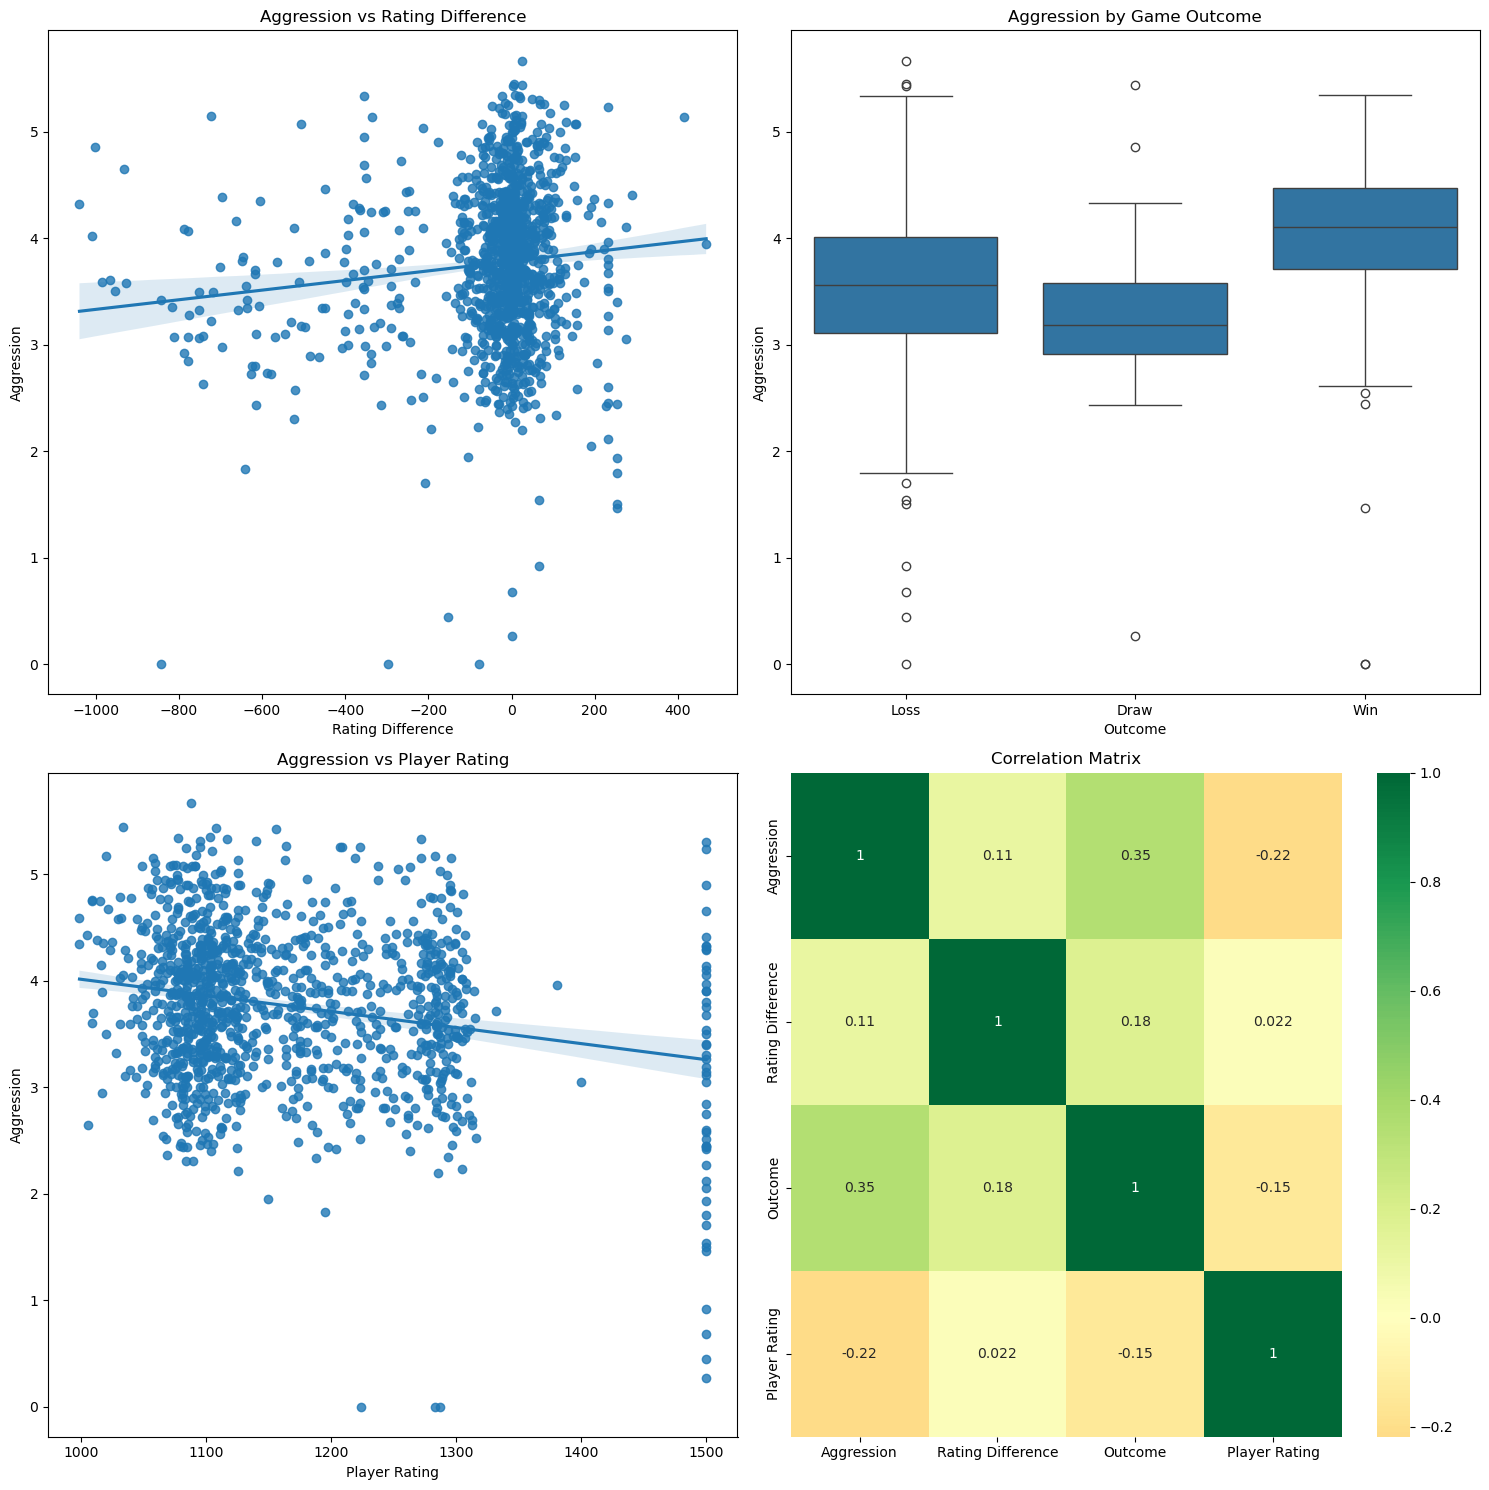 Aggression vs Rating Difference
Aggression
5
4
3
2
1
0
−1000 −800 −600 −400 −200 0 200 400
Rating Difference
Aggression by Game Outcome
Aggression
5
4
3
2
1
0
Loss Draw Win
Outcome
Aggression vs Player Rating
Aggression
5
4
3
2
1
0
1000 1100 1200 1300 1400 1500
Player Rating
Correlation Matrix
Aggression
1 0.11 0.35 -0.22
Rating Difference
0.11 1 0.18 0.022
Outcome
0.35 0.18 1 -0.15
Player Rating
-0.22 0.022 -0.15 1
Aggression Rating Difference Outcome Player Rating
1.0
0.8
0.6
0.4
0.2
0.0
−0.2